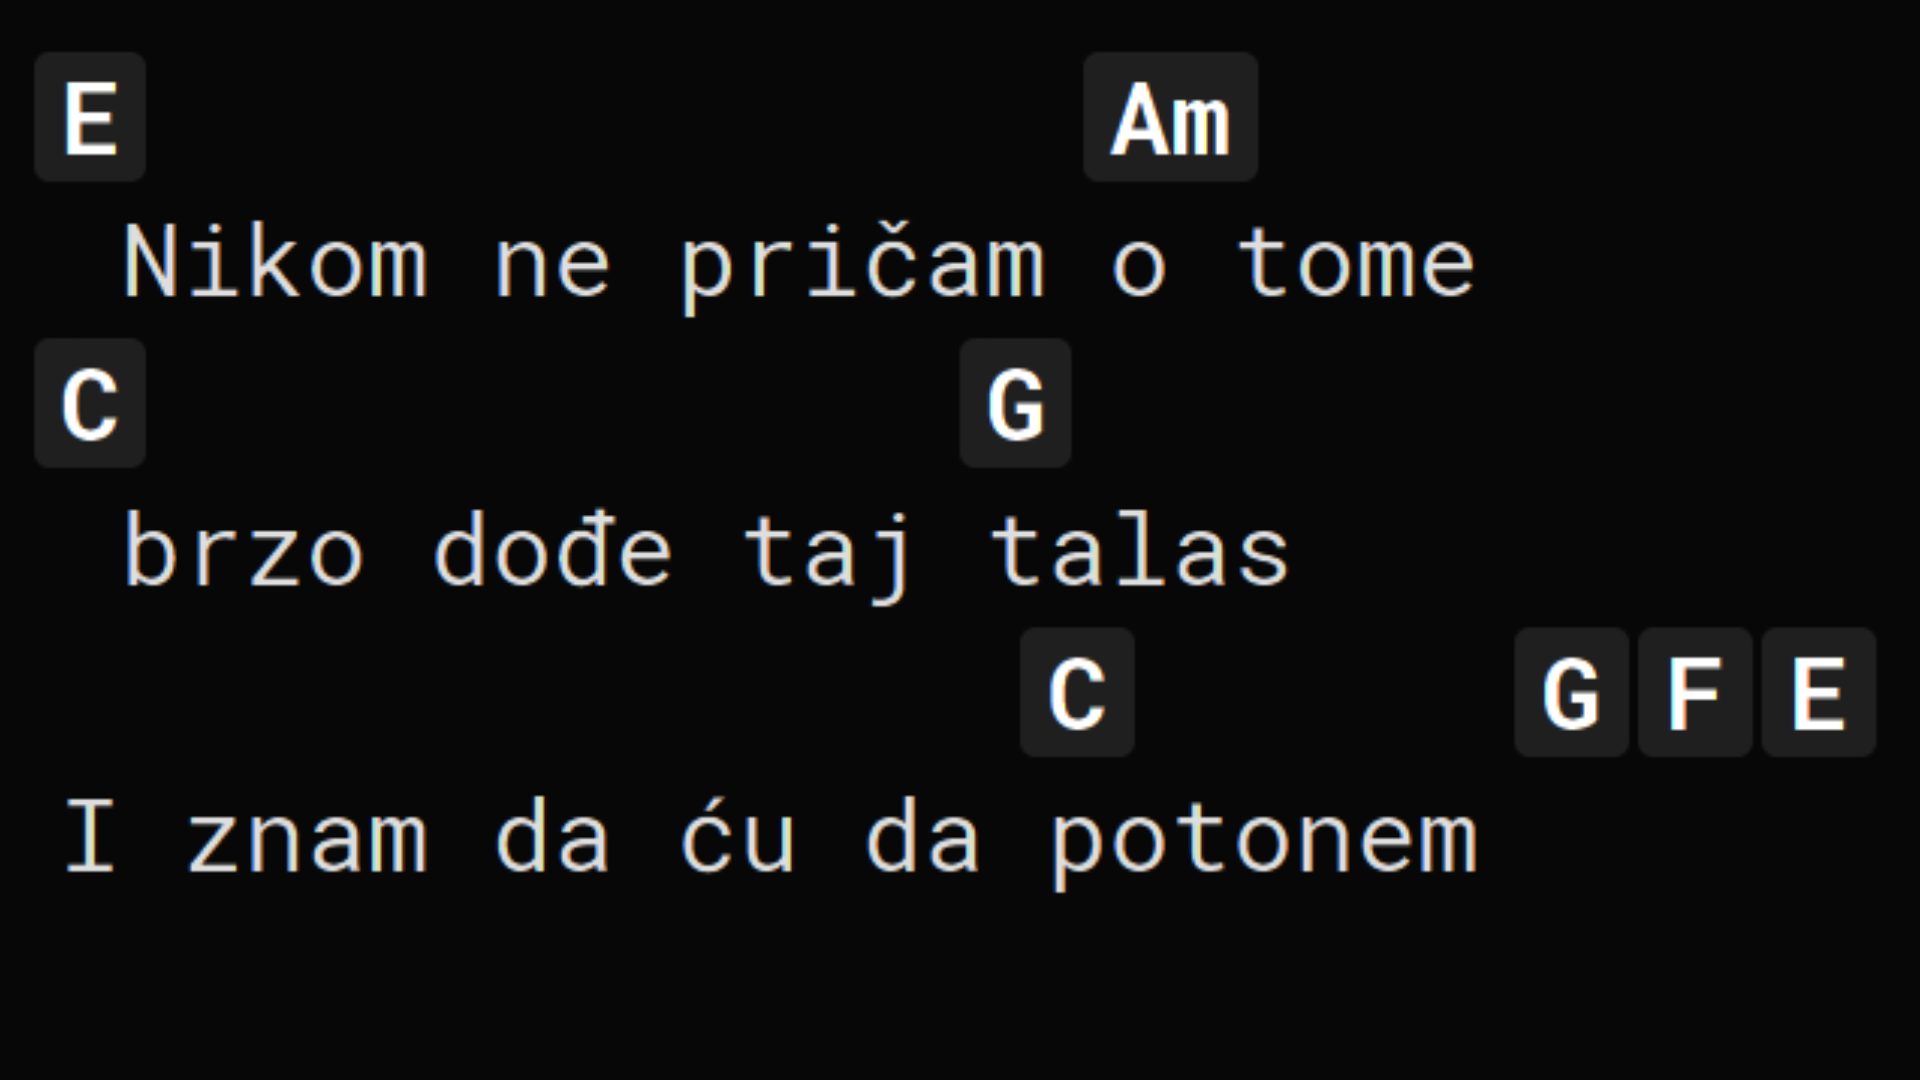 E Am
Nikom ne pričam o tome
C G
brzo dođe taj talas
C G F E
I znam da ću da potonem